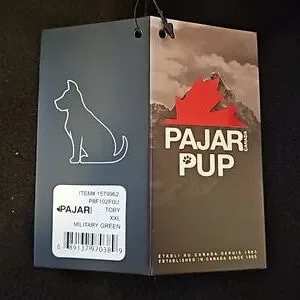 ITEM# 1579962
P8F102F0U
PAJAR
TOBY
XXL
MILITARY GREEN
PAJAR
CANADA
PUP
ÉTABLI AU CANADA DEPUIS 1963
ESTABLISHED IN CANADA SINCE 1963